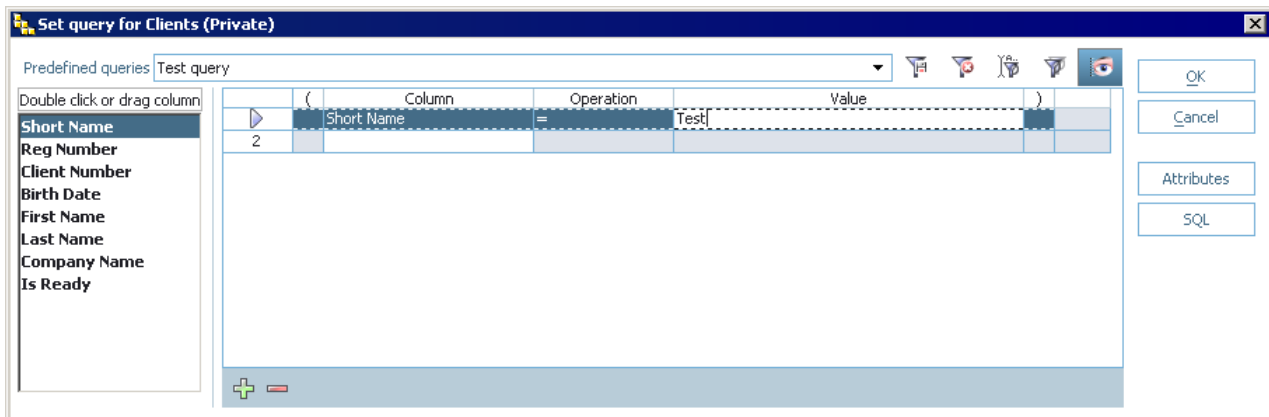 Set query for Clients (Private)
Predefined queries Test query
OK
Double click or drag column
( Column Operation Value )
Short Name = Test
Cancel
2
Short Name
Reg Number
Client Number
Birth Date
First Name
Last Name
Company Name
Is Ready
Attributes
SQL